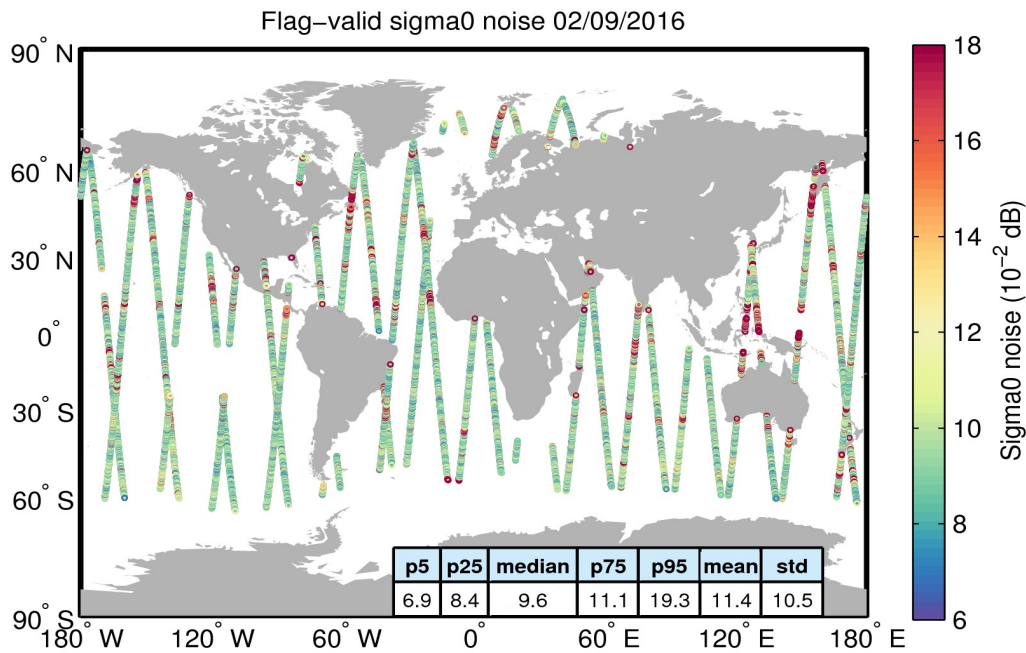 Flag−valid sigma0 noise 02/09/2016
90° N
60° N
30° N
0°
30° S
60° S
90° S
180° W 120° W 60° W 0° 60° E 120° E 180° E
p5 p25 median p75 p95 mean std
6.9 8.4 9.6 11.1 19.3 11.4 10.5
18
16
14
12
10
8
6
Sigma0 noise (10⁻² dB)